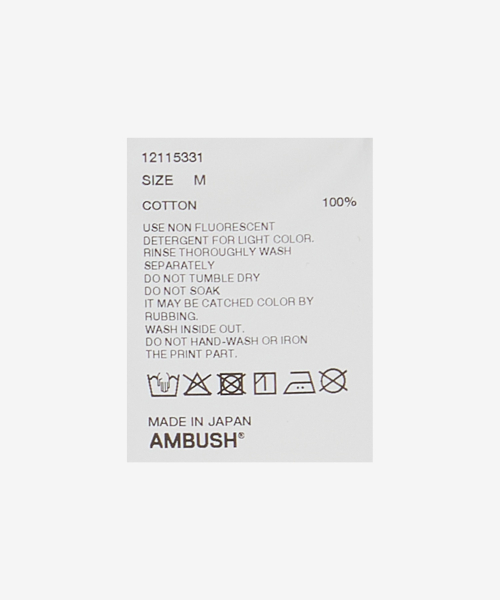 12115331
SIZE M
COTTON 100%
USE NON FLUORESCENT
DETERGENT FOR LIGHT COLOR.
RINSE THOROUGHLY WASH
SEPARATELY
DO NOT TUMBLE DRY
DO NOT SOAK
IT MAY BE CATCHED COLOR BY
RUBBING.
WASH INSIDE OUT.
DO NOT HAND-WASH OR IRON
THE PRINT PART.
MADE IN JAPAN
AMBUSH®